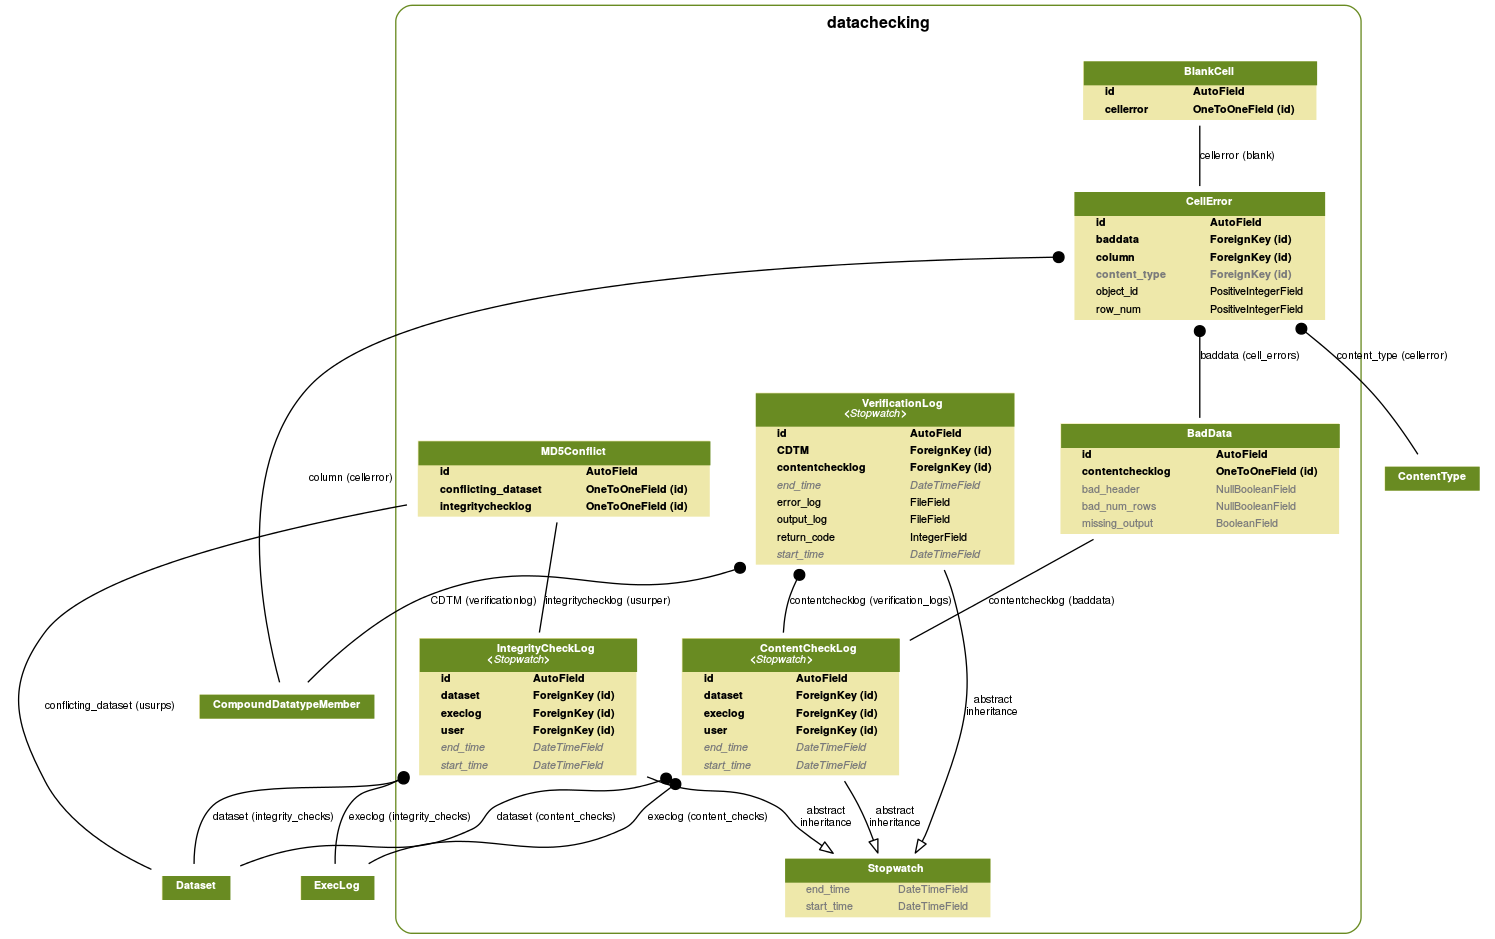 datachecking
BlankCell
id AutoField
cellerror OneToOneField (id)
cellerror (blank)
CellError
id AutoField
baddata ForeignKey (id)
column ForeignKey (id)
content_type ForeignKey (id)
object_id PositiveIntegerField
row_num PositiveIntegerField
baddata (cell_errors)
content_type (cellerror)
column (cellerror)
VerificationLog
<Stopwatch>
id AutoField
CDTM ForeignKey (id)
contentchecklog ForeignKey (id)
end_time DateTimeField
error_log FileField
output_log FileField
return_code IntegerField
start_time DateTimeField
BadData
id AutoField
contentchecklog OneToOneField (id)
bad_header NullBooleanField
bad_num_rows NullBooleanField
missing_output BooleanField
ContentType
MD5Conflict
id AutoField
conflicting_dataset OneToOneField (id)
integritychecklog OneToOneField (id)
CDTM (verificationlog)
integritychecklog (usurper)
contentchecklog (verification_logs)
contentchecklog (baddata)
IntegrityCheckLog
<Stopwatch>
id AutoField
dataset ForeignKey (id)
execlog ForeignKey (id)
user ForeignKey (id)
end_time DateTimeField
start_time DateTimeField
ContentCheckLog
<Stopwatch>
id AutoField
dataset ForeignKey (id)
execlog ForeignKey (id)
user ForeignKey (id)
end_time DateTimeField
start_time DateTimeField
CompoundDatatypeMember
conflicting_dataset (usurps)
abstract
inheritance
dataset (integrity_checks)
execlog (integrity_checks)
dataset (content_checks)
execlog (content_checks)
abstract
inheritance
abstract
inheritance
Dataset
ExecLog
Stopwatch
end_time DateTimeField
start_time DateTimeField